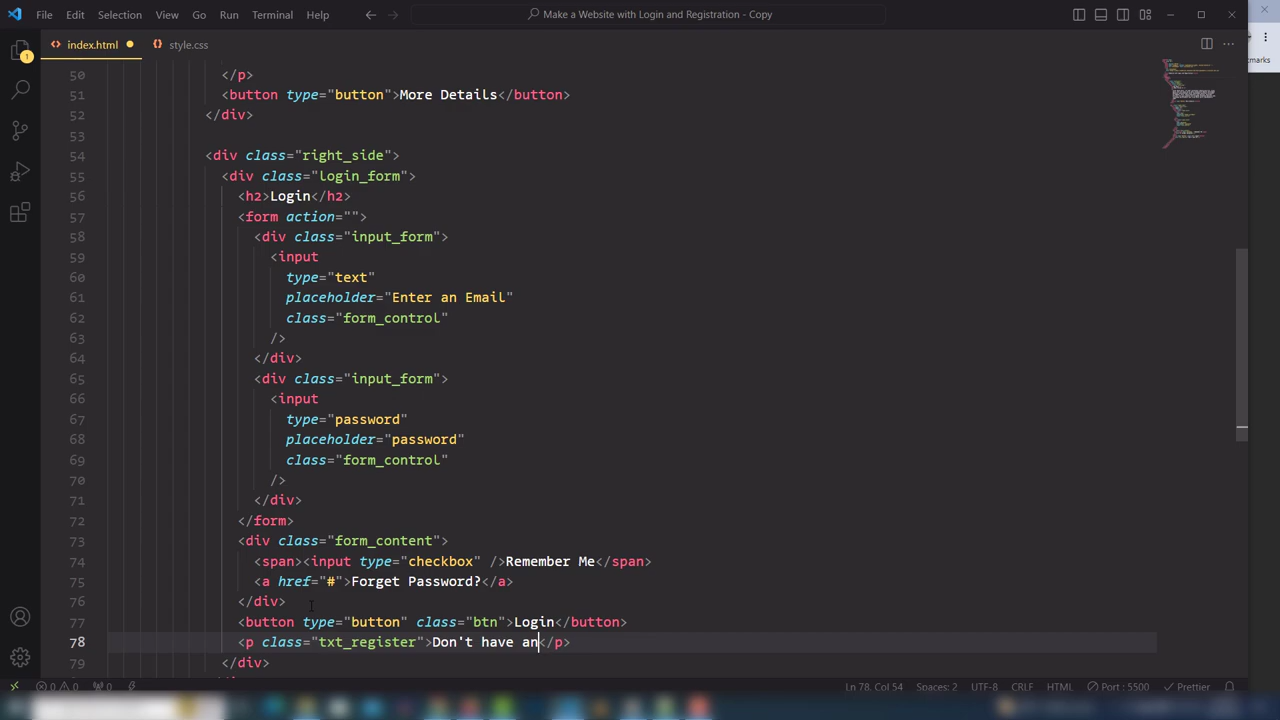 File Edit Selection View Go Run Terminal Help
Make a Website with Login and Registration - Copy
index.html
style.css
1
cmarks
50 </p>
51 <button type="button">More Details</button>
52 </div>
53
54 <div class="right_side">
55 <div class="login_form">
56 <h2>Login</h2>
57 <form action="">
58 <div class="input_form">
59 <input
60 type="text"
61 placeholder="Enter an Email"
62 class="form_control"
63 />
64 </div>
65 <div class="input_form">
66 <input
67 type="password"
68 placeholder="password"
69 class="form_control"
70 />
71 </div>
72 </form>
73 <div class="form_content">
74 <span><input type="checkbox" />Remember Me</span>
75 <a href="#">Forget Password?</a>
76 </div>
77 <button type="button" class="btn">Login</button>
78 <p class="txt_register">Don't have an</p>
79 </div>
0 0 0 Ln 78, Col 54 Spaces: 2 UTF-8 CRLF HTML Port : 5500 Prettier